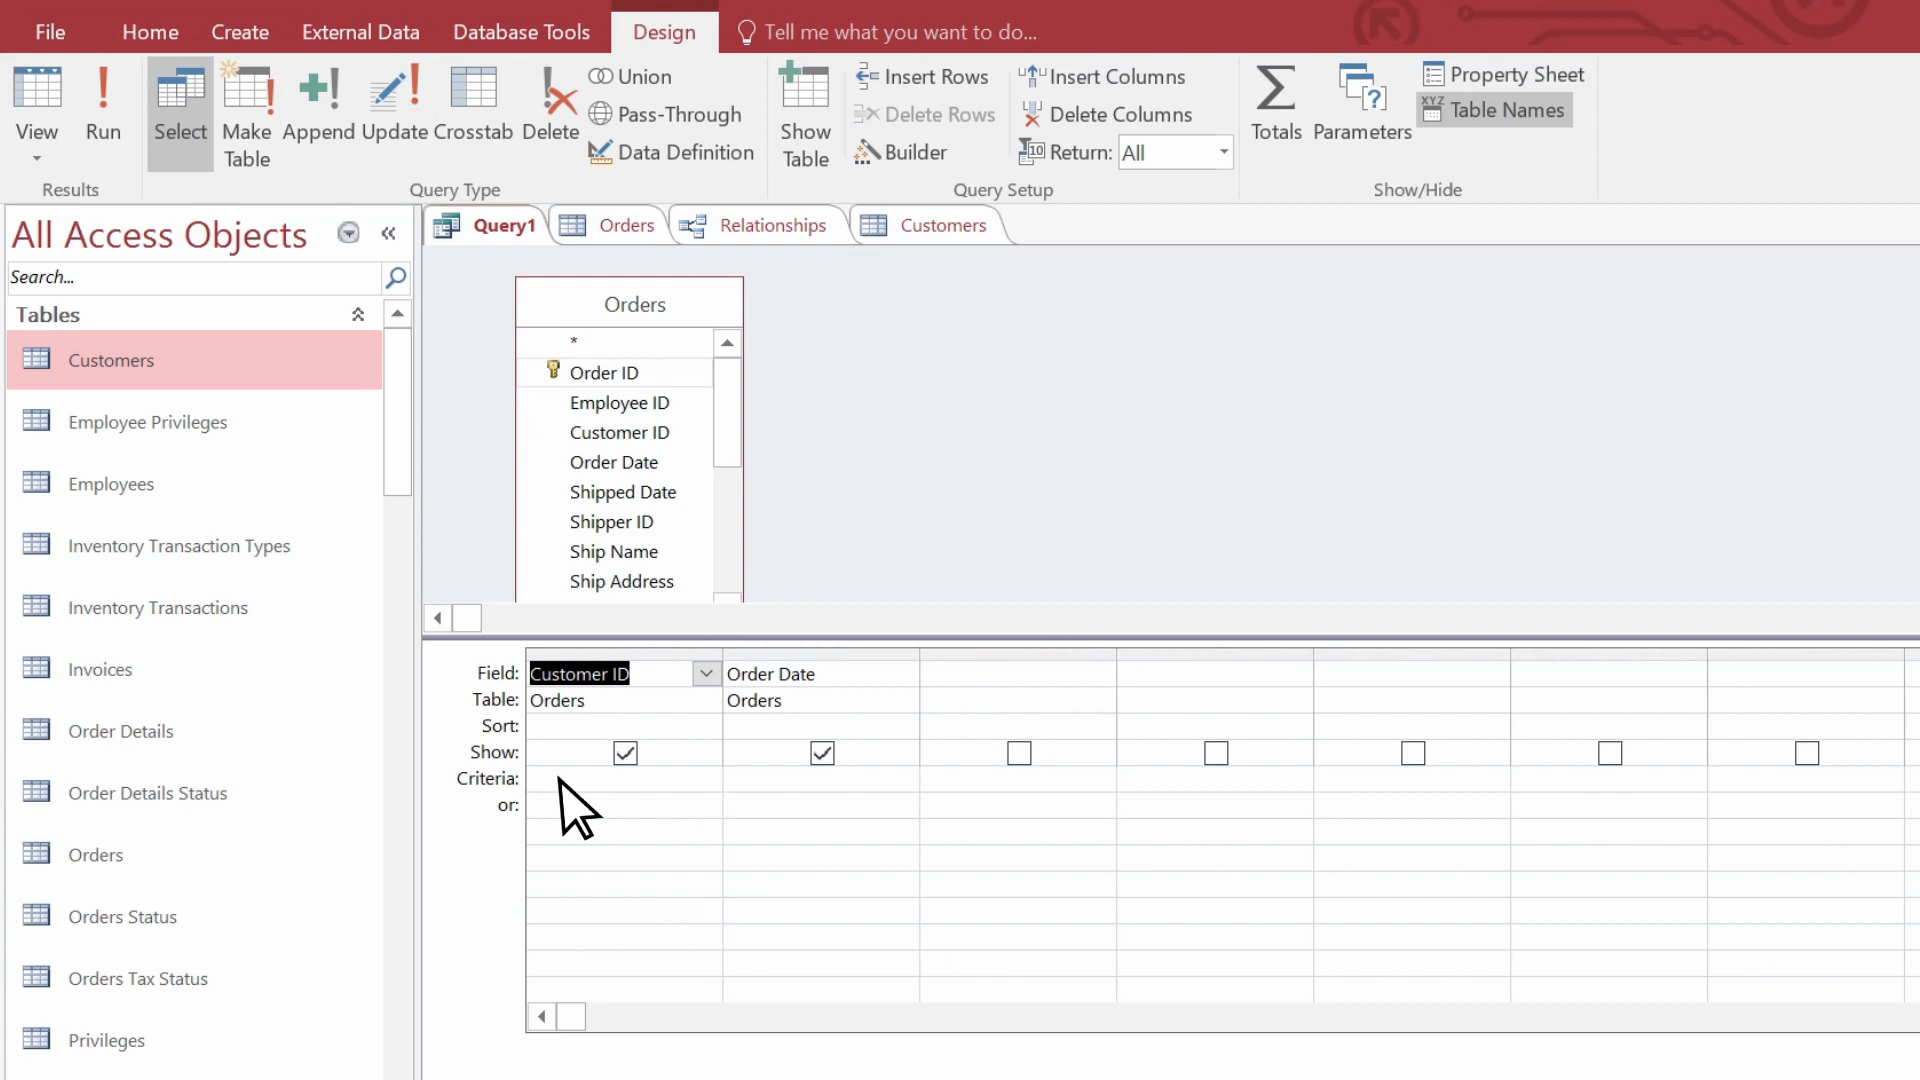 File Home Create External Data Database Tools Design Tell me what you want to do...
View Run Select Make Table Append Update Crosstab Delete
Union
Pass-Through
Data Definition
Show Table
Insert Rows
Delete Rows
Builder
Insert Columns
Delete Columns
Return: All
Totals Parameters
Property Sheet
Table Names
Results Query Type Query Setup Show/Hide
All Access Objects
Search...
Tables
Customers
Employee Privileges
Employees
Inventory Transaction Types
Inventory Transactions
Invoices
Order Details
Order Details Status
Orders
Orders Status
Orders Tax Status
Privileges
Query1 Orders Relationships Customers
Orders
*
Order ID
Employee ID
Customer ID
Order Date
Shipped Date
Shipper ID
Ship Name
Ship Address
Field: Customer ID Order Date
Table: Orders Orders
Sort:
Show:
Criteria:
or: